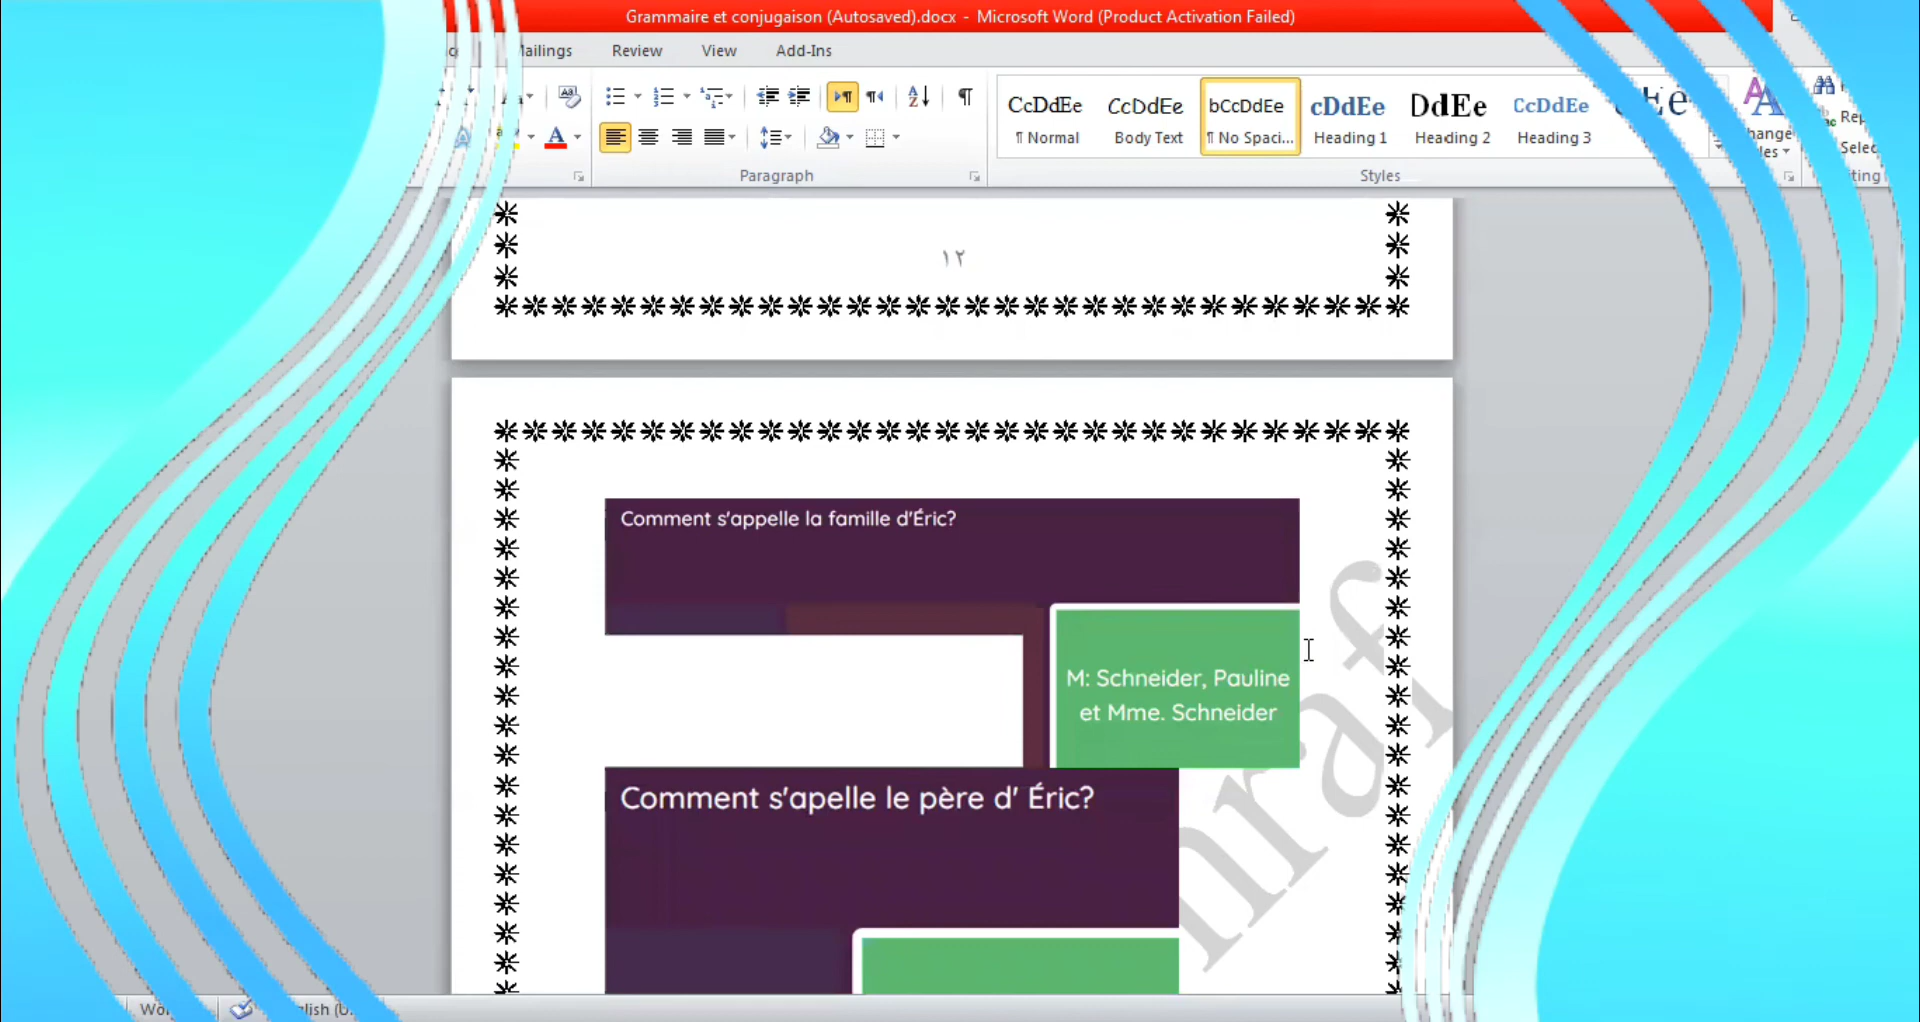 Grammaire et conjugaison (Autosaved).docx - Microsoft Word (Product Activation Failed)
Mailings Review View Add-Ins
CcDdEe CcDdEe bCcDdEe cDdEe DdEe CcDdEe
¶ Normal Body Text ¶ No Spaci... Heading 1 Heading 2 Heading 3
Paragraph Styles
١٢
Comment s'appelle la famille d'Éric?
M: Schneider, Pauline
et Mme. Schneider
Comment s'apelle le père d' Éric?